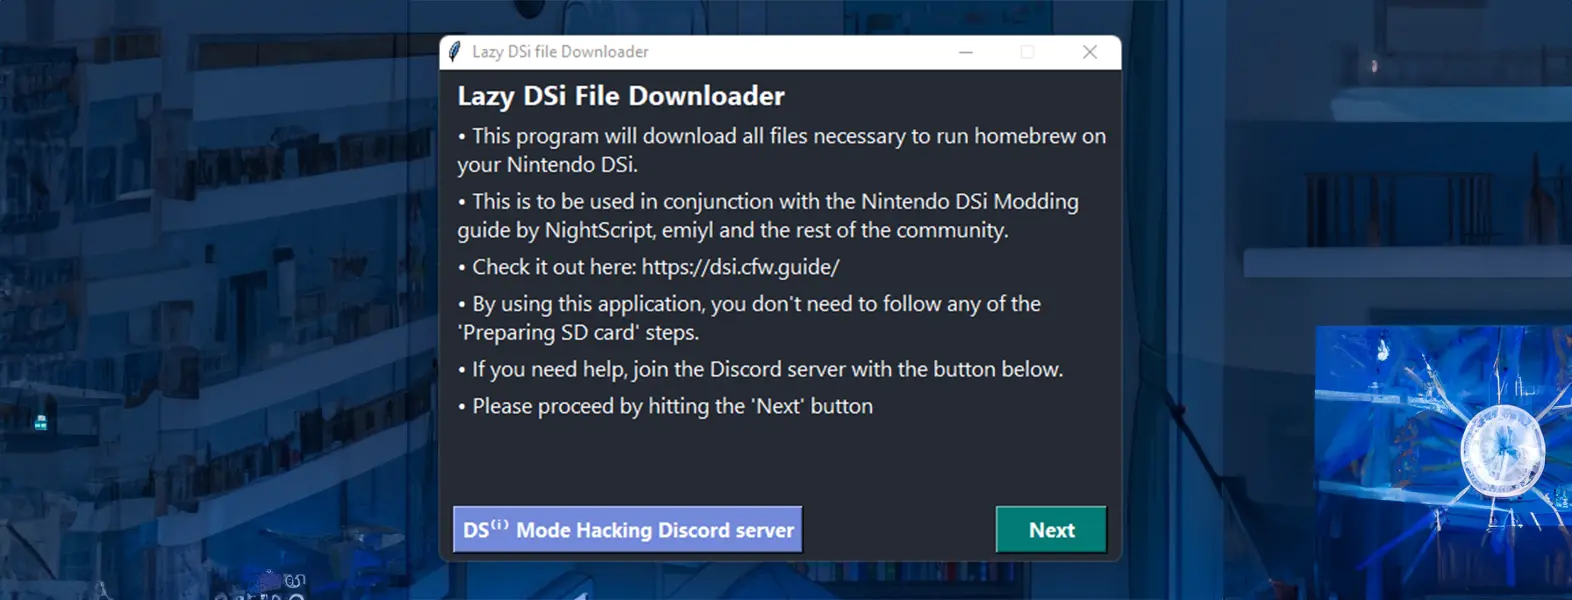 Lazy DSi file Downloader
Lazy DSi File Downloader
• This program will download all files necessary to run homebrew on
your Nintendo DSi.
• This is to be used in conjunction with the Nintendo DSi Modding
guide by NightScript, emiyl and the rest of the community.
• Check it out here: https://dsi.cfw.guide/
• By using this application, you don't need to follow any of the
'Preparing SD card' steps.
• If you need help, join the Discord server with the button below.
• Please proceed by hitting the 'Next' button
DS⁽ⁱ⁾ Mode Hacking Discord server
Next